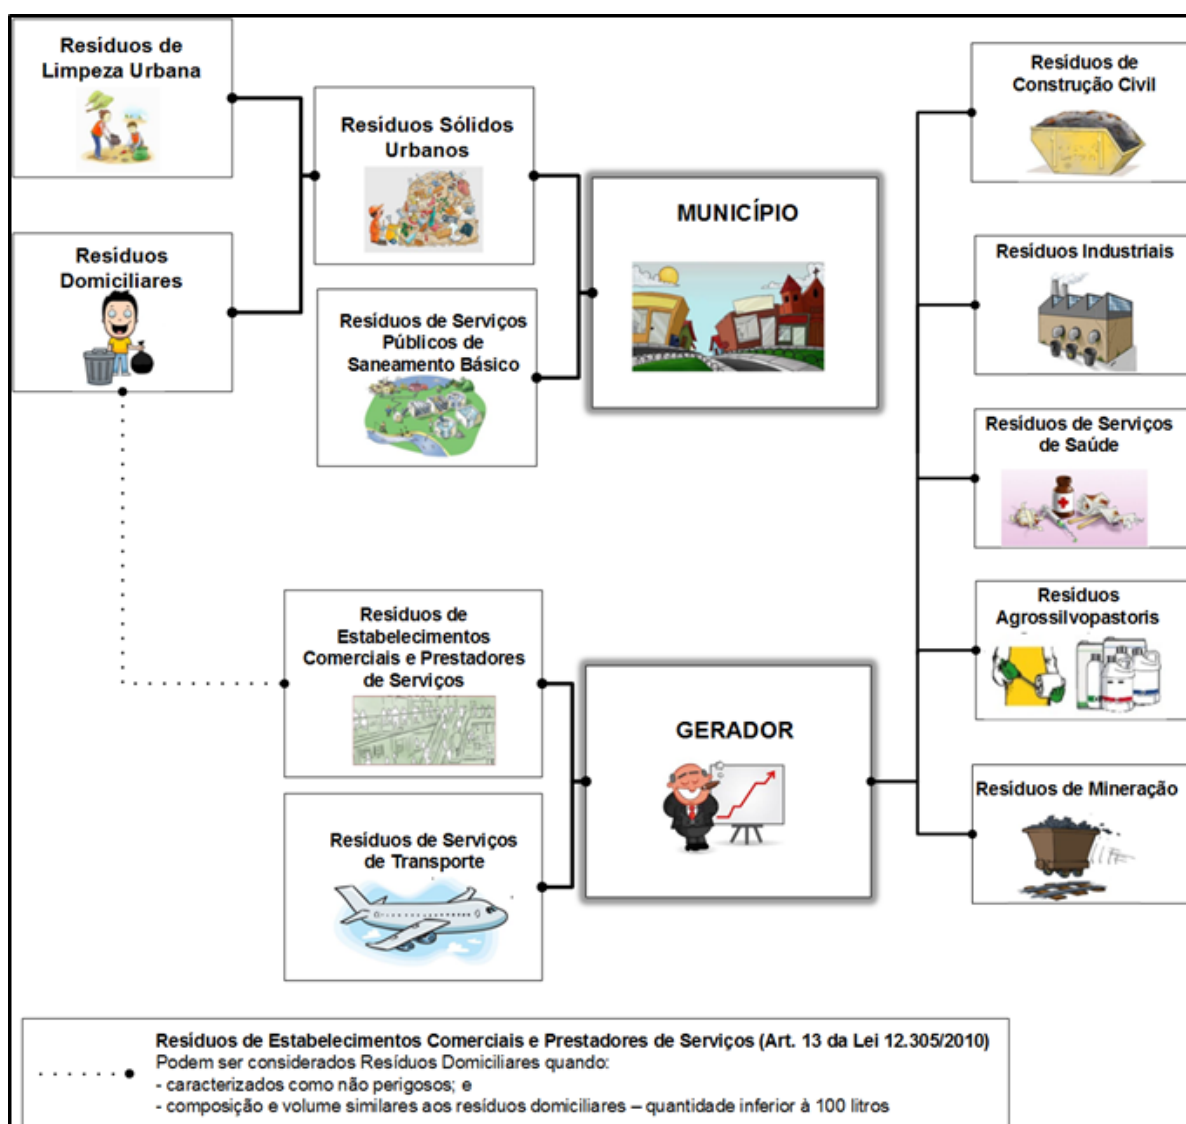 Resíduos de
Limpeza Urbana
Resíduos
Domiciliares
Resíduos Sólidos
Urbanos
Resíduos de Serviços
Públicos de
Saneamento Básico
MUNICÍPIO
Resíduos de
Construção Civil
Resíduos Industriais
Resíduos de Serviços
de Saúde
Resíduos
Agrossilvopastoris
Resíduos de Mineração
Resíduos de
Estabelecimentos
Comerciais e Prestadores
de Serviços
Resíduos de Serviços
de Transporte
GERADOR
Resíduos de Estabelecimentos Comerciais e Prestadores de Serviços (Art. 13 da Lei 12.305/2010)
Podem ser considerados Resíduos Domiciliares quando:
- caracterizados como não perigosos; e
- composição e volume similares aos resíduos domiciliares – quantidade inferior à 100 litros